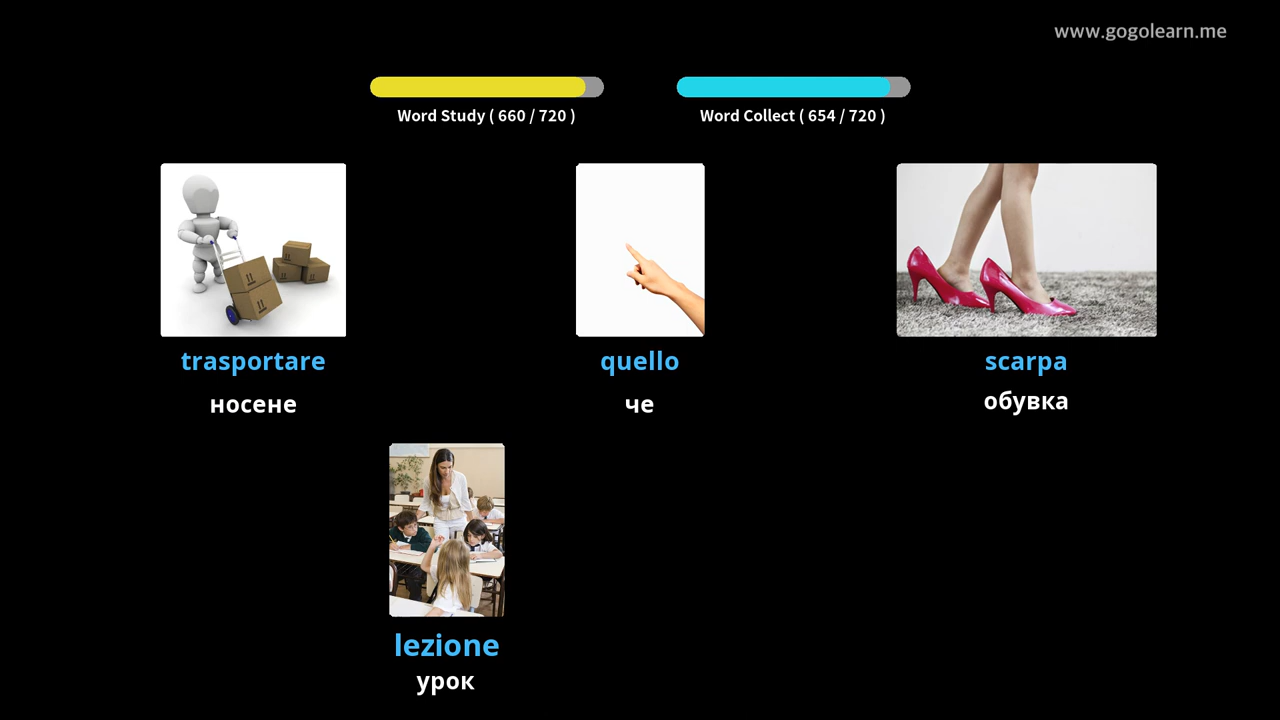 www.gogolearn.me
Word Study ( 660 / 720 )
Word Collect ( 654 / 720 )
trasportare
носене
quello
че
scarpa
обувка
lezione
урок